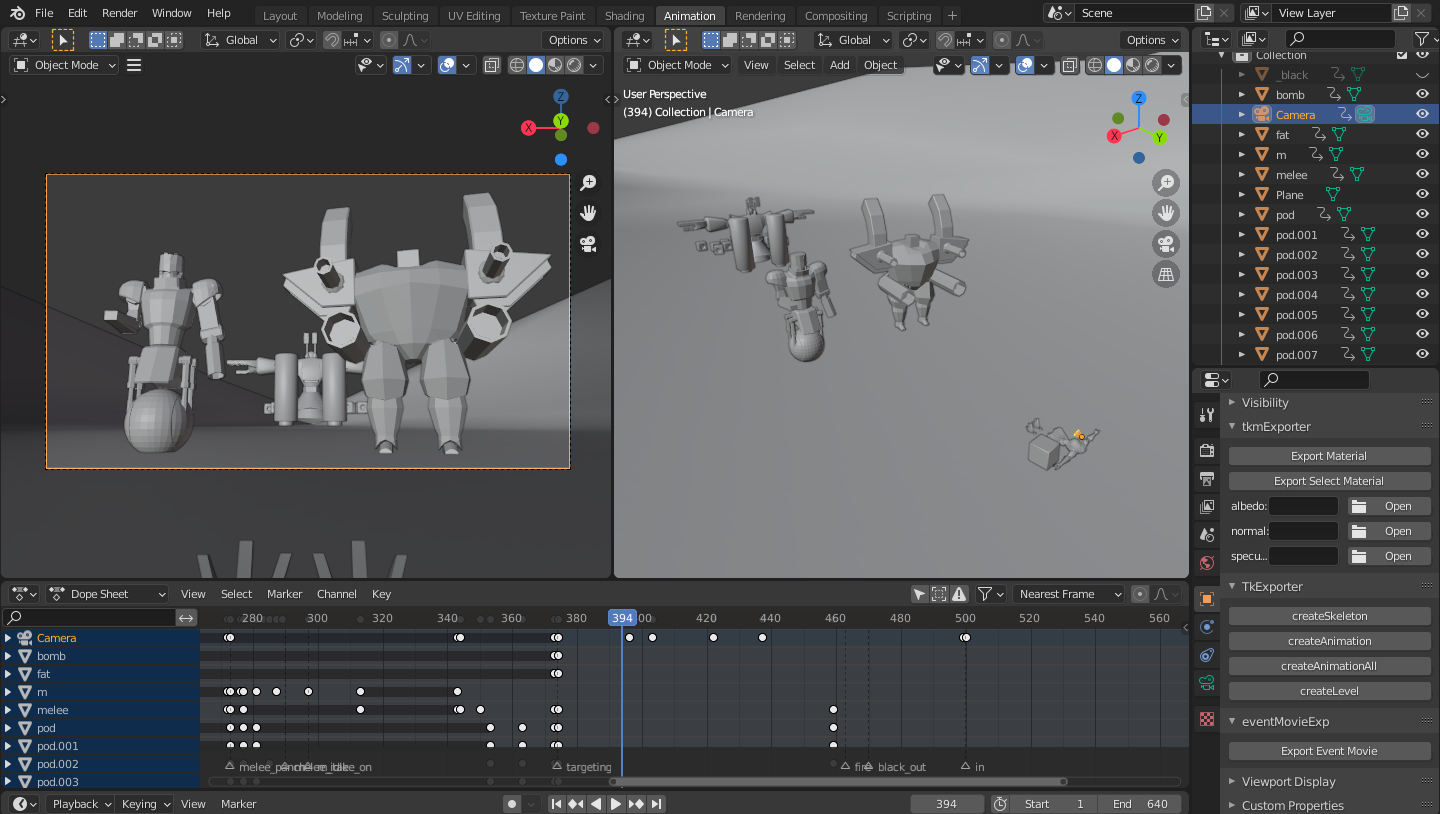 File Edit Render Window Help Layout Modeling Sculpting UV Editing Texture Paint Shading Animation Rendering Compositing Scripting + Scene View Layer
Global Options
Global Options
Object Mode
Object Mode View Select Add Object
Z
Y
X
User Perspective
(394) Collection | Camera
Z
X
Y
Collection
_black
bomb
Camera
fat
m
melee
Plane
pod
pod.001
pod.002
pod.003
pod.004
pod.005
pod.006
pod.007
Visibility
tkmExporter
Export Material
Export Select Material
albedo: Open
normal: Open
specu... Open
TkExporter
createSkeleton
createAnimation
createAnimationAll
createLevel
eventMovieExp
Export Event Movie
Viewport Display
Custom Properties
Dope Sheet View Select Marker Channel Key Nearest Frame
280 300 320 340 360 380 394 00 420 440 460 480 500 520 540 560
Camera
bomb
fat
m
melee
pod
pod.001
pod.002
pod.003
targeting black_out in
Playback Keying View Marker 394 Start 1 End 640